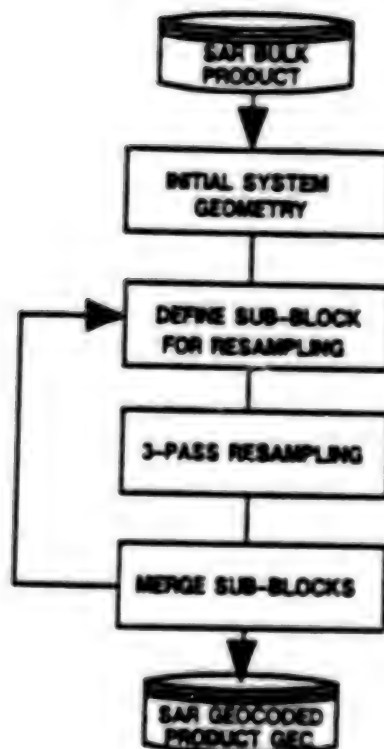 SAR BULK
PRODUCT
INITIAL SYSTEM
GEOMETRY
DEFINE SUB-BLOCK
FOR RESAMPLING
3-PASS RESAMPLING
MERGE SUB-BLOCKS
SAR GEOCODED
PRODUCT GEC